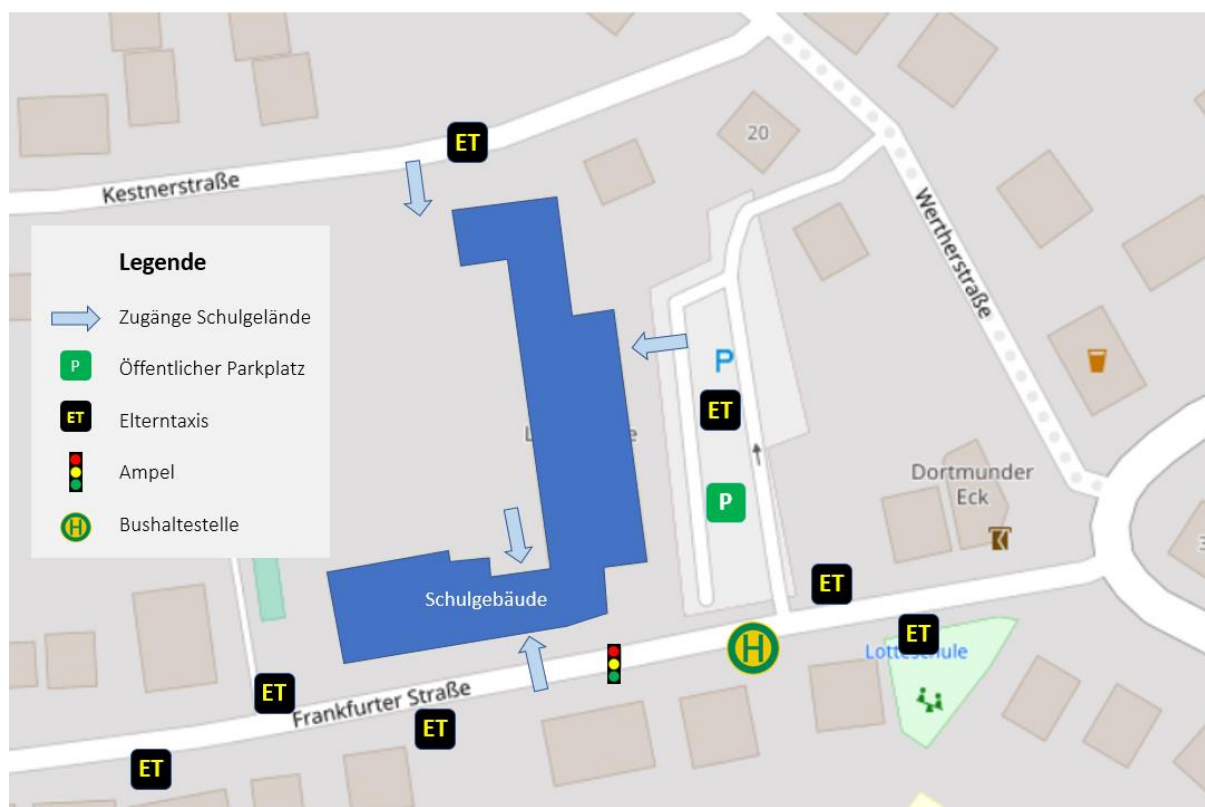 ET
20
Kestnerstraße
Wertherstraße
Legende
Zugänge Schulgelände
P
Öffentlicher Parkplatz
ET
Elterntaxis
Ampel
H
Bushaltestelle
P
ET
P
Dortmunder
Eck
Schulgebäude
ET
ET
Lotteschule
H
ET
Frankfurter Straße
ET
ET